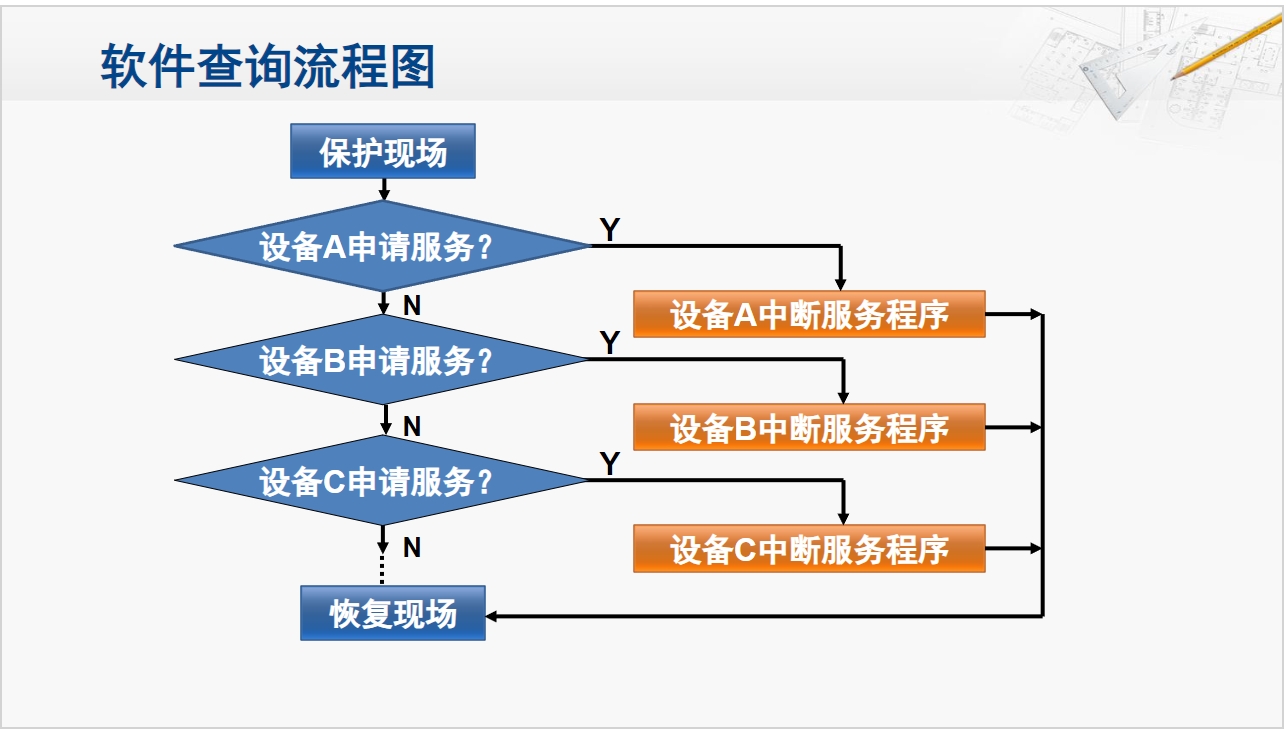 软件查询流程图
保护现场
设备A申请服务?
Y
设备A中断服务程序
N
设备B申请服务?
Y
设备B中断服务程序
N
设备C申请服务?
Y
设备C中断服务程序
N
恢复现场